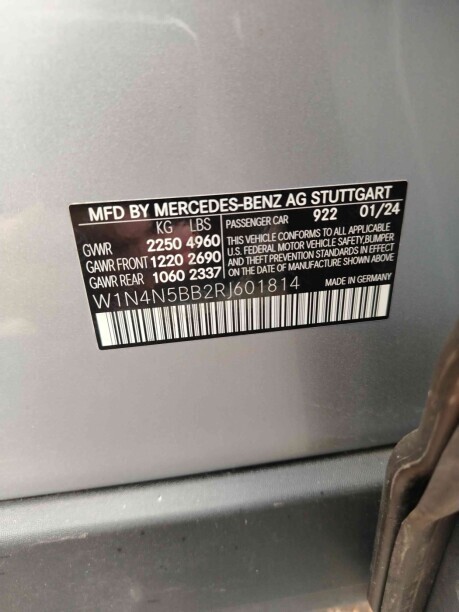 MFD BY MERCEDES-BENZ AG STUTTGART
KG LBS
GVWR 2250 4960
GAWR FRONT 1220 2690
GAWR REAR 1060 2337
PASSENGER CAR 922 01/24
THIS VEHICLE CONFORMS TO ALL APPLICABLE
U.S. FEDERAL MOTOR VEHICLE SAFETY, BUMPER
AND THEFT PREVENTION STANDARDS IN EFFECT
ON THE DATE OF MANUFACTURE SHOWN ABOVE
W1N4N5BB2RJ601814
MADE IN GERMANY